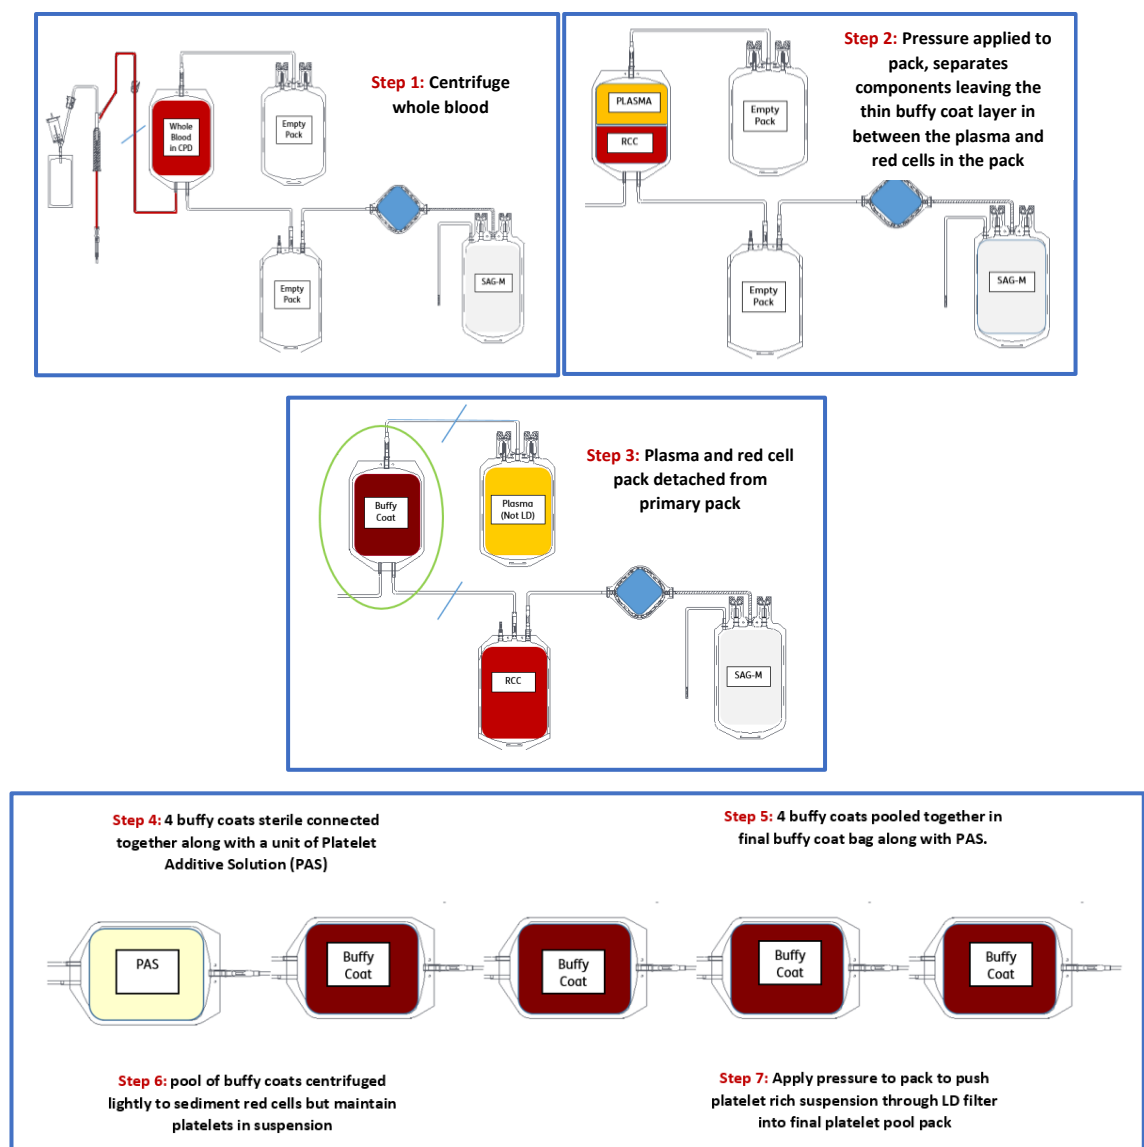 Step 1: Centrifuge
whole blood
Whole
Blood
in CPD
Empty
Pack
Empty
Pack
SAG-M
Step 2: Pressure applied to
pack, separates
components leaving the
thin buffy coat layer in
between the plasma and
red cells in the pack
PLASMA
RCC
Empty
Pack
Empty
Pack
SAG-M
Step 3: Plasma and red cell
pack detached from
primary pack
Buffy
Coat
Plasma
(Not LD)
RCC
SAG-M
Step 4: 4 buffy coats sterile connected
together along with a unit of Platelet
Additive Solution (PAS)
Step 5: 4 buffy coats pooled together in
final buffy coat bag along with PAS.
PAS
Buffy
Coat
Buffy
Coat
Buffy
Coat
Buffy
Coat
Step 6: pool of buffy coats centrifuged
lightly to sediment red cells but maintain
platelets in suspension
Step 7: Apply pressure to pack to push
platelet rich suspension through LD filter
into final platelet pool pack